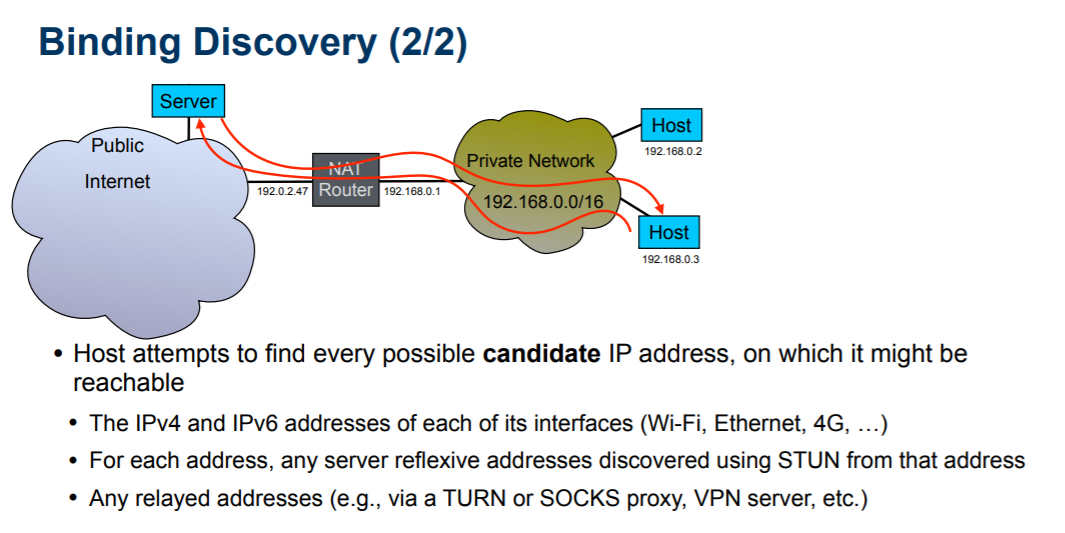 Binding Discovery (2/2)
Server
Public
Internet
192.0.2.47
NAT
Router
192.168.0.1
Private Network
192.168.0.0/16
Host
192.168.0.2
Host
192.168.0.3
• Host attempts to find every possible candidate IP address, on which it might be
reachable
• The IPv4 and IPv6 addresses of each of its interfaces (Wi-Fi, Ethernet, 4G, …)
• For each address, any server reflexive addresses discovered using STUN from that address
• Any relayed addresses (e.g., via a TURN or SOCKS proxy, VPN server, etc.)